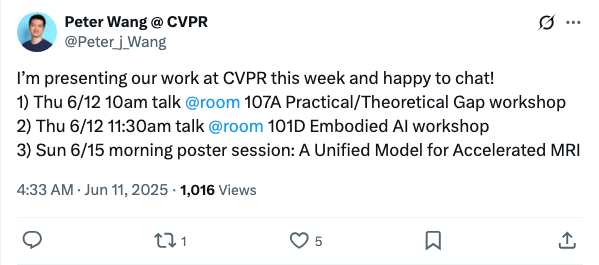 Peter Wang @ CVPR
@Peter_j_Wang
I'm presenting our work at CVPR this week and happy to chat!
1) Thu 6/12 10am talk @room 107A Practical/Theoretical Gap workshop
2) Thu 6/12 11:30am talk @room 101D Embodied AI workshop
3) Sun 6/15 morning poster session: A Unified Model for Accelerated MRI
4:33 AM · Jun 11, 2025 · 1,016 Views
1 5